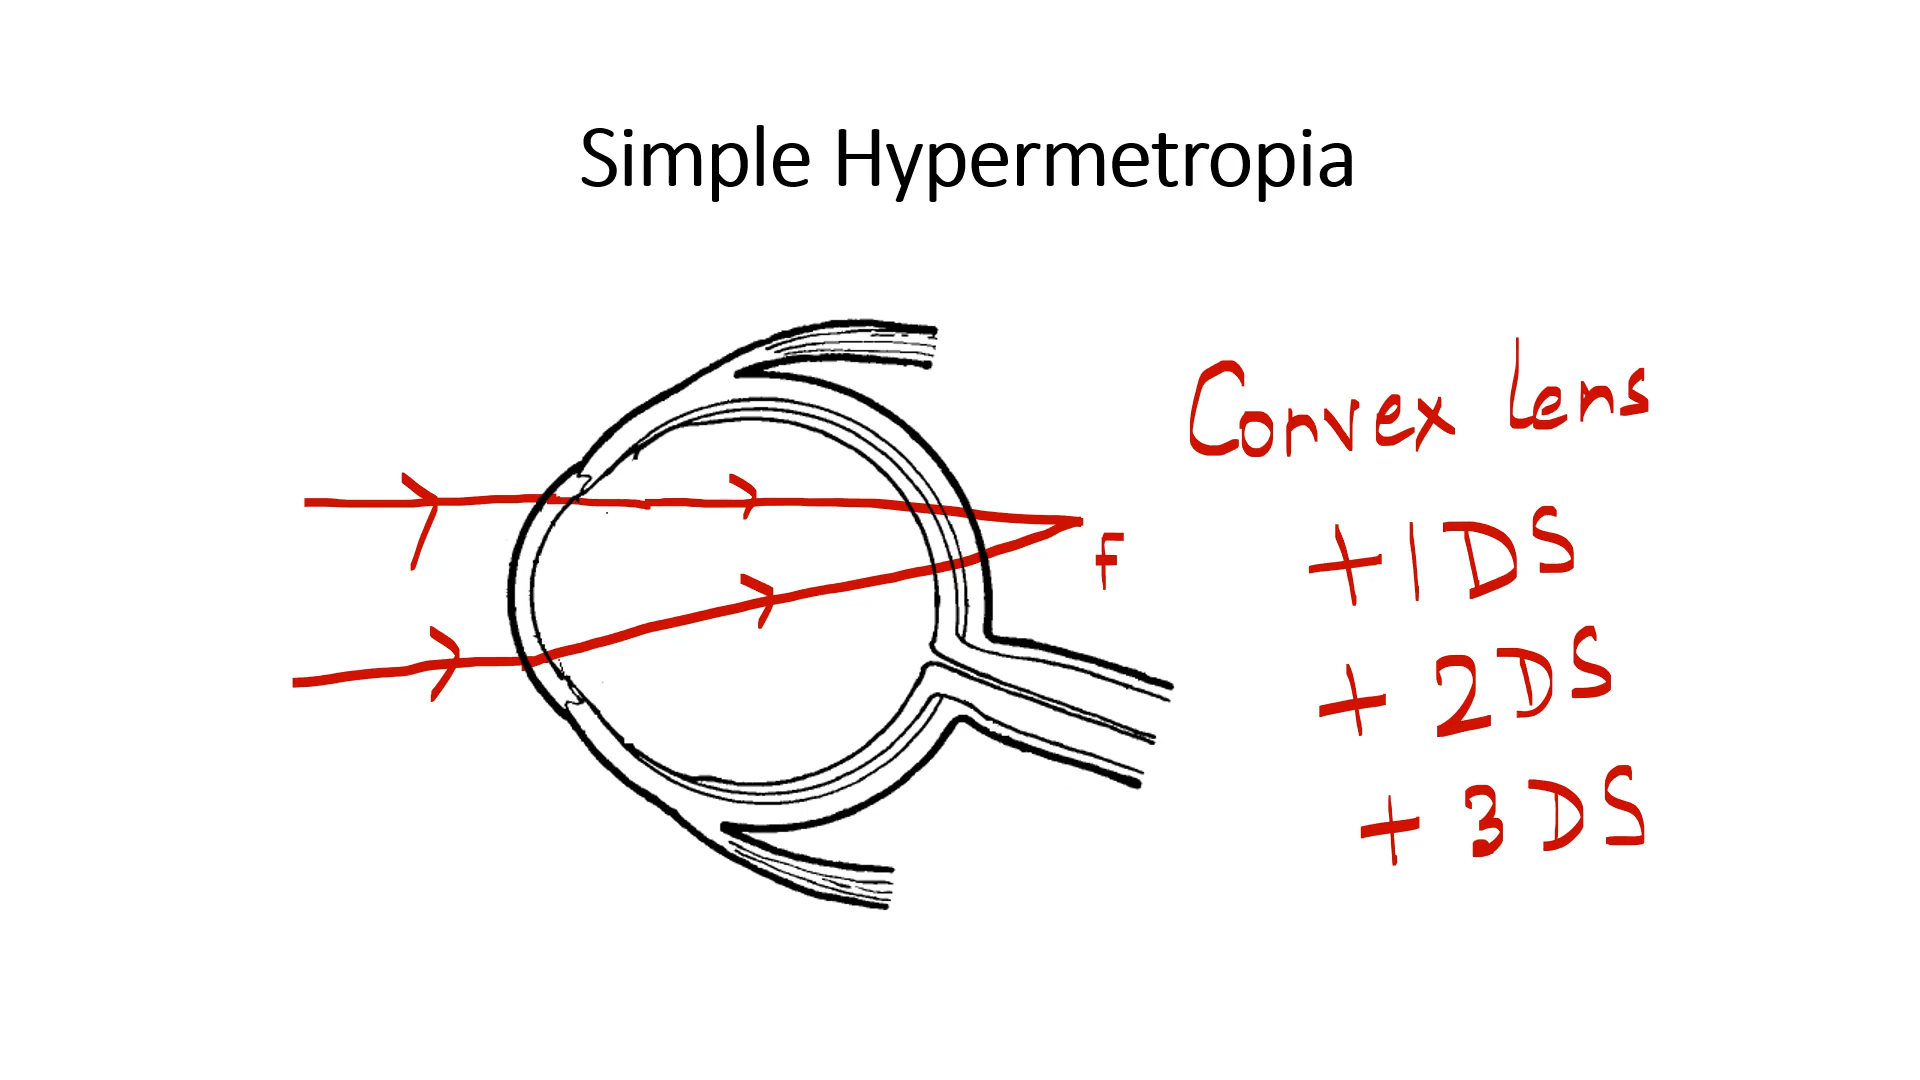 Simple Hypermetropia
Convex lens
F
+1DS
+2DS
+3DS